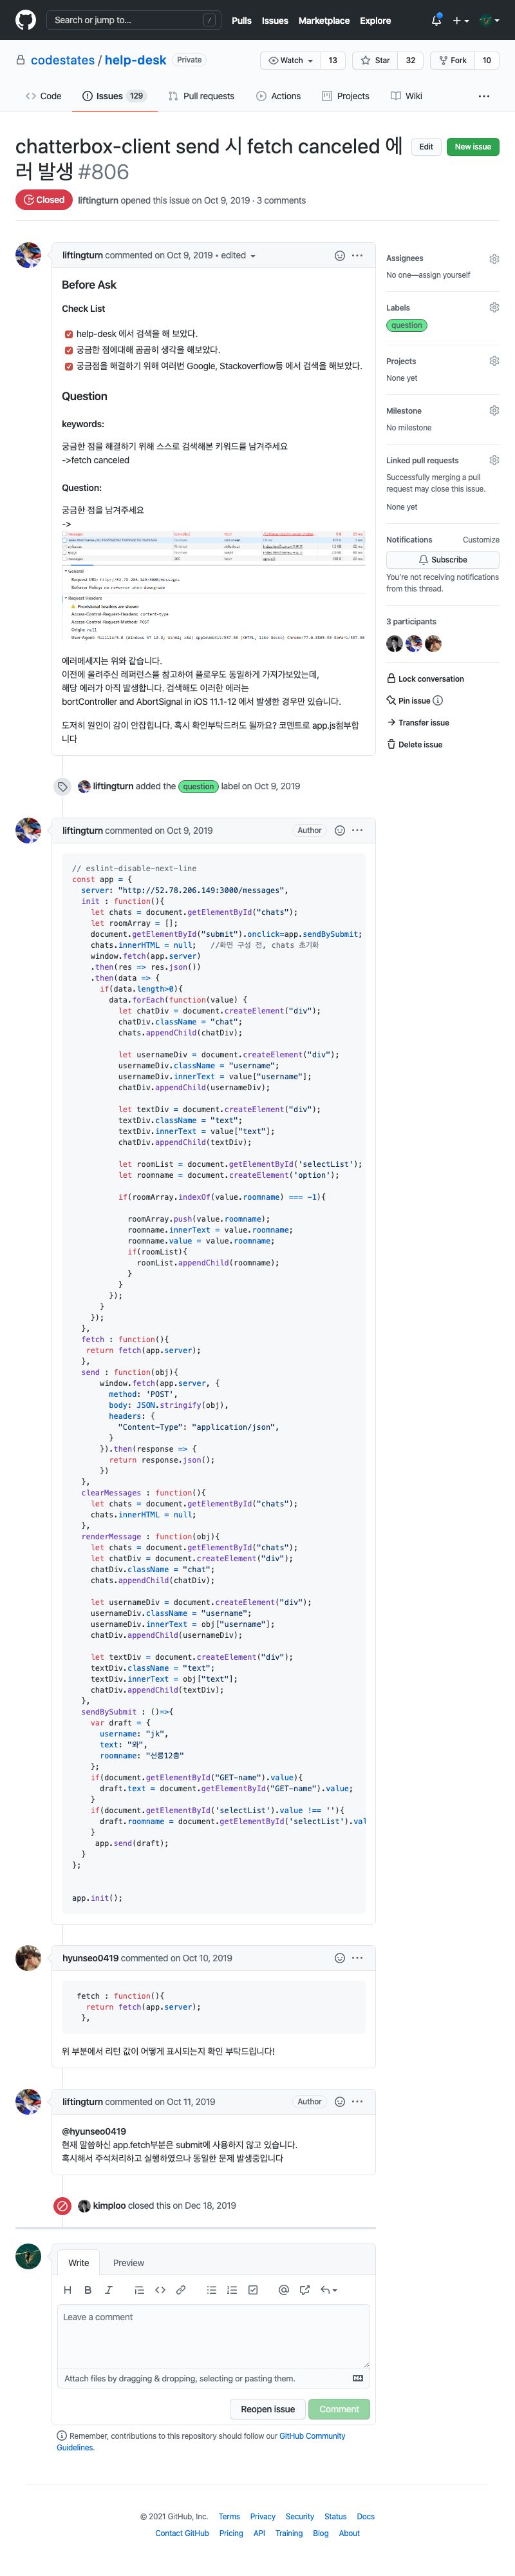 Search or jump to... /
Pulls Issues Marketplace Explore
codestates / help-desk Private
Watch 13 Star 32 Fork 10
Code Issues 129 Pull requests Actions Projects Wiki
chatterbox-client send 시 fetch canceled 에
러 발생 #806
Edit New issue
Closed liftingturn opened this issue on Oct 9, 2019 · 3 comments
liftingturn commented on Oct 9, 2019 • edited
Before Ask
Check List
help-desk 에서 검색을 해 보았다.
궁금한 점에대해 곰곰히 생각을 해보았다.
궁금점을 해결하기 위해 여러번 Google, Stackoverflow등 에서 검색을 해보았다.
Question
keywords:
궁금한 점을 해결하기 위해 스스로 검색해본 키워드를 남겨주세요
->fetch canceled
Question:
궁금한 점을 남겨주세요
->
General
Request URL: http://52.78.206.149:3000/messages
Referrer Policy: no-referrer-when-downgrade
Request Headers
Provisional headers are shown
Access-Control-Request-Headers: content-type
Access-Control-Request-Method: POST
Origin: null
에러메세지는 위와 같습니다.
이전에 올려주신 레퍼런스를 참고하여 플로우도 동일하게 가져가보았는데,
해당 에러가 아직 발생합니다. 검색해도 이러한 에러는
bortController and AbortSignal in iOS 11.1-12 에서 발생한 경우만 있습니다.
도저히 원인이 감이 안잡힙니다. 혹시 확인부탁드려도 될까요? 코멘트로 app.js첨부합
니다
liftingturn added the question label on Oct 9, 2019
liftingturn commented on Oct 9, 2019 Author
// eslint-disable-next-line
const app = {
server: "http://52.78.206.149:3000/messages",
init : function(){
let chats = document.getElementById("chats");
let roomArray = [];
document.getElementById("submit").onclick=app.sendBySubmit;
chats.innerHTML = null; //화면 구성 전, chats 초기화
window.fetch(app.server)
.then(res => res.json())
.then(data => {
if(data.length>0){
data.forEach(function(value) {
let chatDiv = document.createElement("div");
chatDiv.className = "chat";
chats.appendChild(chatDiv);
let usernameDiv = document.createElement("div");
usernameDiv.className = "username";
usernameDiv.innerText = value["username"];
chatDiv.appendChild(usernameDiv);
let textDiv = document.createElement("div");
textDiv.className = "text";
textDiv.innerText = value["text"];
chatDiv.appendChild(textDiv);
let roomList = document.getElementById('selectList');
let roomname = document.createElement('option');
if(roomArray.indexOf(value.roomname) === -1){
roomArray.push(value.roomname);
roomname.innerText = value.roomname;
roomname.value = value.roomname;
if(roomList){
roomList.appendChild(roomname);
}
}
});
}
});
},
fetch : function(){
return fetch(app.server);
},
send : function(obj){
window.fetch(app.server, {
method: 'POST',
body: JSON.stringify(obj),
headers: {
"Content-Type": "application/json",
}
}).then(response => {
return response.json();
})
},
clearMessages : function(){
let chats = document.getElementById("chats");
chats.innerHTML = null;
},
renderMessage : function(obj){
let chats = document.getElementById("chats");
let chatDiv = document.createElement("div");
chatDiv.className = "chat";
chats.appendChild(chatDiv);
let usernameDiv = document.createElement("div");
usernameDiv.className = "username";
usernameDiv.innerText = obj["username"];
chatDiv.appendChild(usernameDiv);
let textDiv = document.createElement("div");
textDiv.className = "text";
textDiv.innerText = obj["text"];
chatDiv.appendChild(textDiv);
},
sendBySubmit : ()=>{
var draft = {
username: "jk",
text: "와",
roomname: "선릉12층"
};
if(document.getElementById("GET-name").value){
draft.text = document.getElementById("GET-name").value;
}
if(document.getElementById('selectList').value !== ''){
draft.roomname = document.getElementById('selectList').val
}
app.send(draft);
}
};
app.init();
hyunseo0419 commented on Oct 10, 2019
fetch : function(){
return fetch(app.server);
},
위 부분에서 리턴 값이 어떻게 표시되는지 확인 부탁드립니다!
liftingturn commented on Oct 11, 2019 Author
@hyunseo0419
현재 말씀하신 app.fetch부분은 submit에 사용하지 않고 있습니다.
혹시해서 주석처리하고 실행하였으나 동일한 문제 발생중입니다
kimploo closed this on Dec 18, 2019
Write Preview
Leave a comment
Attach files by dragging & dropping, selecting or pasting them.
Reopen issue Comment
Remember, contributions to this repository should follow our GitHub Community
Guidelines.
Assignees
No one—assign yourself
Labels
question
Projects
None yet
Milestone
No milestone
Linked pull requests
Successfully merging a pull
request may close this issue.
None yet
Notifications Customize
Subscribe
You're not receiving notifications
from this thread.
3 participants
Lock conversation
Pin issue
Transfer issue
Delete issue
© 2021 GitHub, Inc. Terms Privacy Security Status Docs
Contact GitHub Pricing API Training Blog About